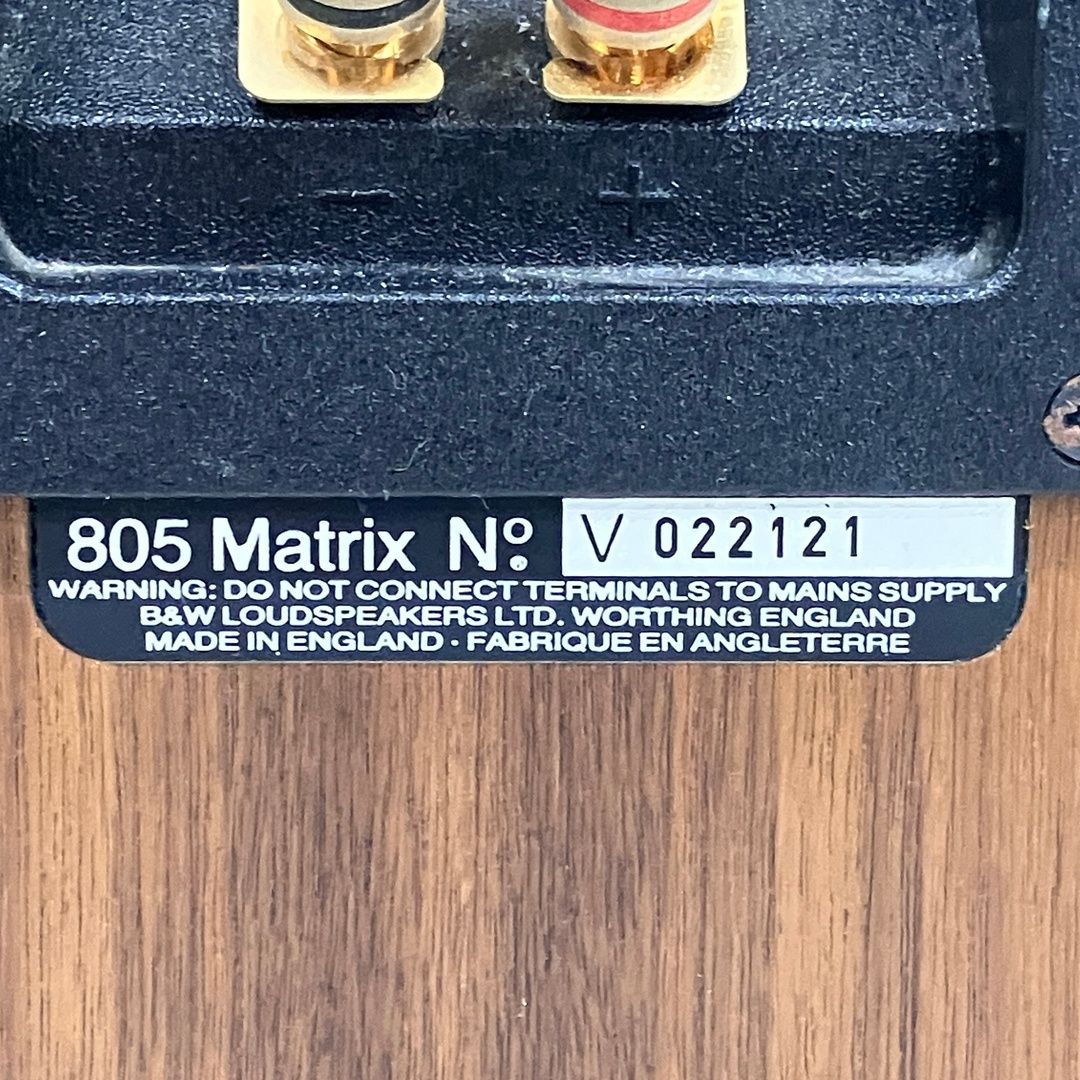 − +
805 Matrix Nº. V 022121
WARNING: DO NOT CONNECT TERMINALS TO MAINS SUPPLY
B&W LOUDSPEAKERS LTD. WORTHING ENGLAND
MADE IN ENGLAND · FABRIQUE EN ANGLETERRE